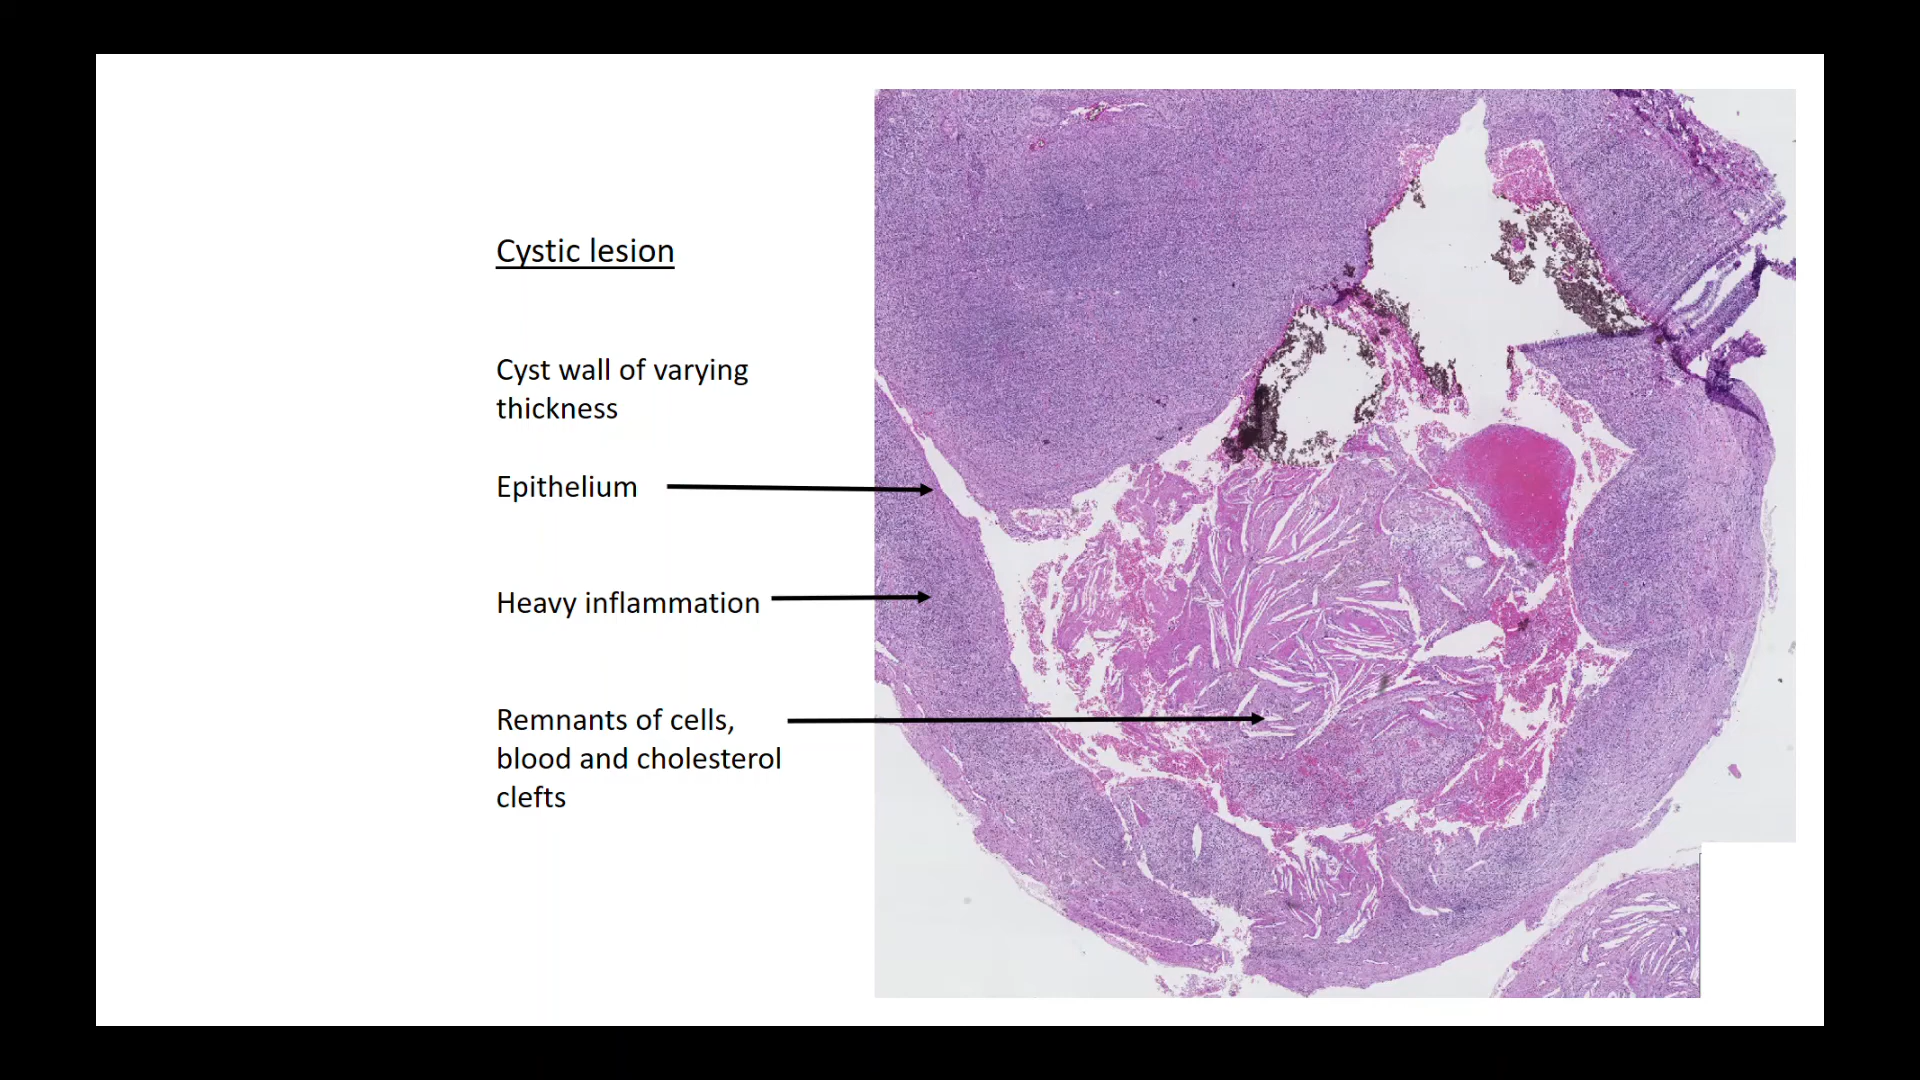 Cystic lesion
Cyst wall of varying
thickness
Epithelium
Heavy inflammation
Remnants of cells,
blood and cholesterol
clefts